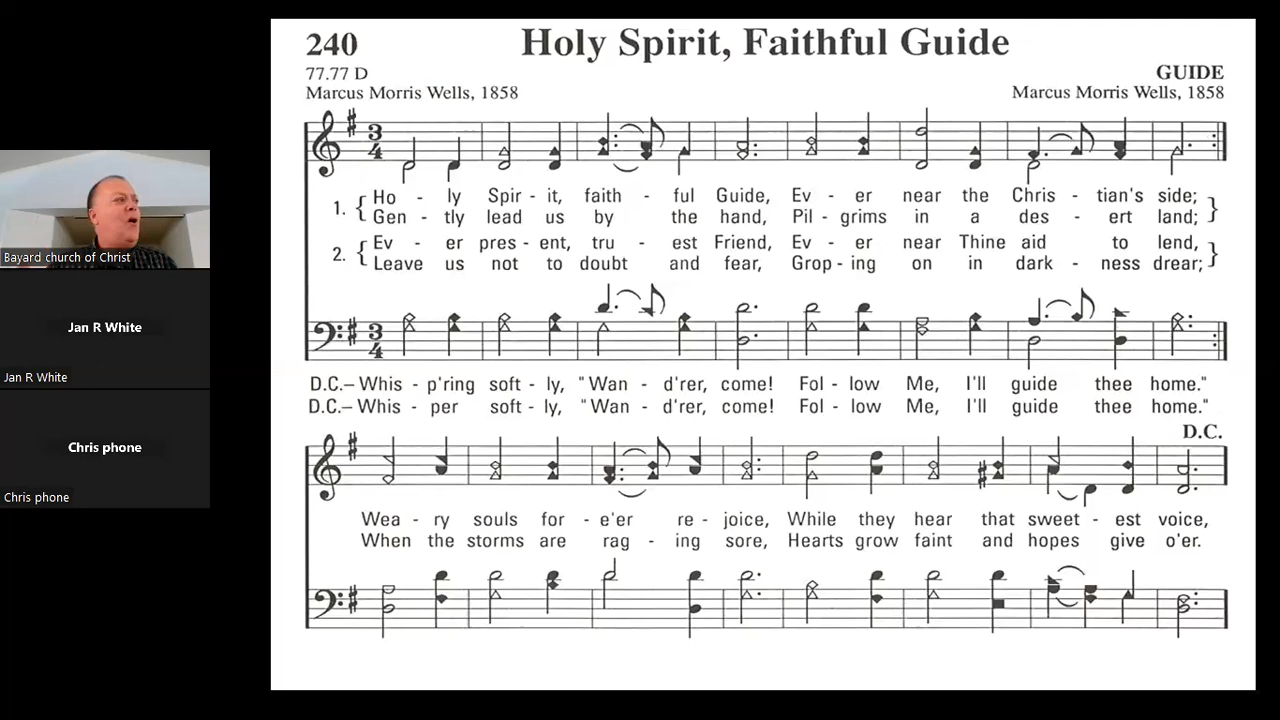 240
Holy Spirit, Faithful Guide
77.77 D
GUIDE
Marcus Morris Wells, 1858
Marcus Morris Wells, 1858
3
4
1. { Ho - ly Spir - it, faith - ful Guide, Ev - er near the Chris - tian's side; }
Gen - tly lead us by the hand, Pil - grims in a des - ert land;
2. { Ev - er pres - ent, tru - est Friend, Ev - er near Thine aid to lend, }
Leave us not to doubt and fear, Grop - ing on in dark - ness drear;
3
4
D.C.– Whis - p'ring soft - ly, "Wan - d'rer, come! Fol - low Me, I'll guide thee home."
D.C.– Whis - per soft - ly, "Wan - d'rer, come! Fol - low Me, I'll guide thee home."
D.C.
Wea - ry souls for - e'er re - joice, While they hear that sweet - est voice,
When the storms are rag - ing sore, Hearts grow faint and hopes give o'er.
Bayard church of Christ
Jan R White
Jan R White
Chris phone
Chris phone